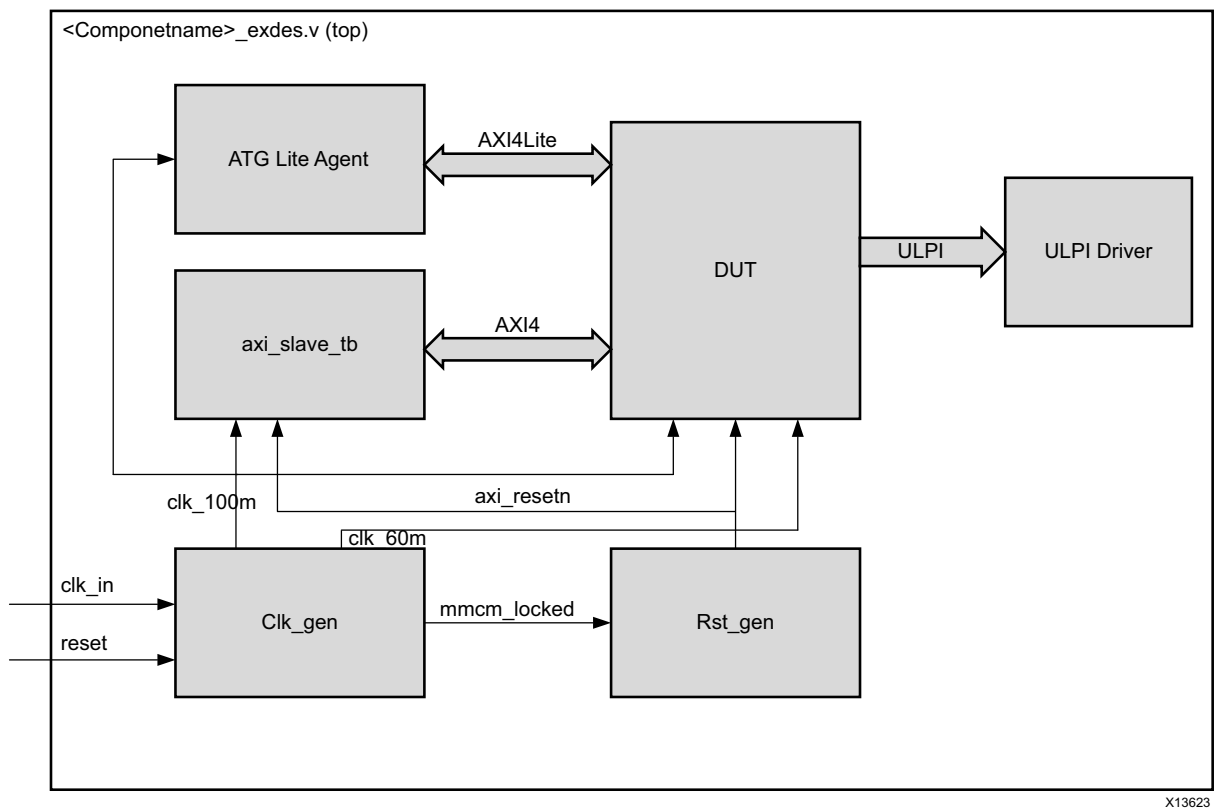 <Componetname>_exdes.v (top)
ATG Lite Agent
AXI4Lite
DUT
ULPI
ULPI Driver
axi_slave_tb
AXI4
clk_100m
axi_resetn
clk_60m
clk_in
reset
Clk_gen
mmcm_locked
Rst_gen
X13623